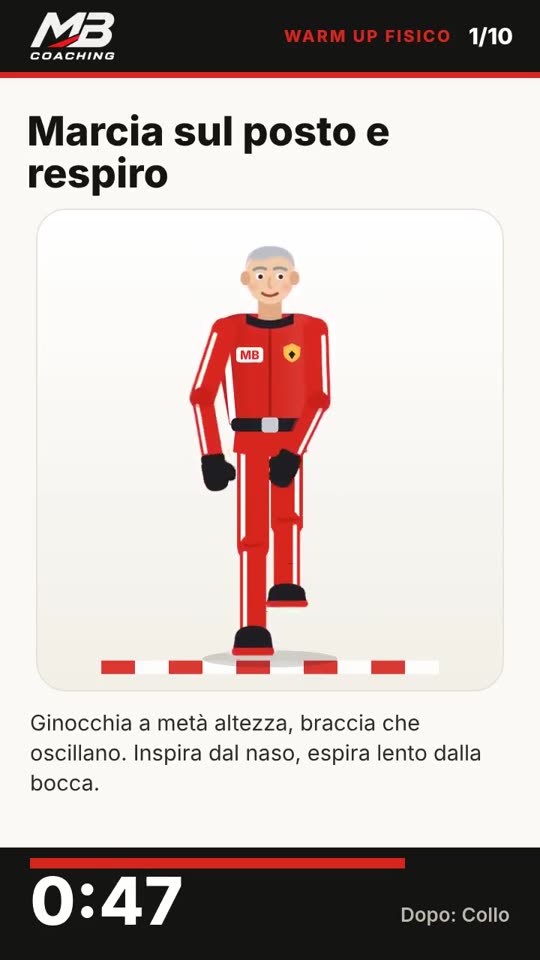 MB
COACHING
WARM UP FISICO 1/10
Marcia sul posto e
respiro
MB
Ginocchia a metà altezza, braccia che
oscillano. Inspira dal naso, espira lento dalla
bocca.
0:47
Dopo: Collo